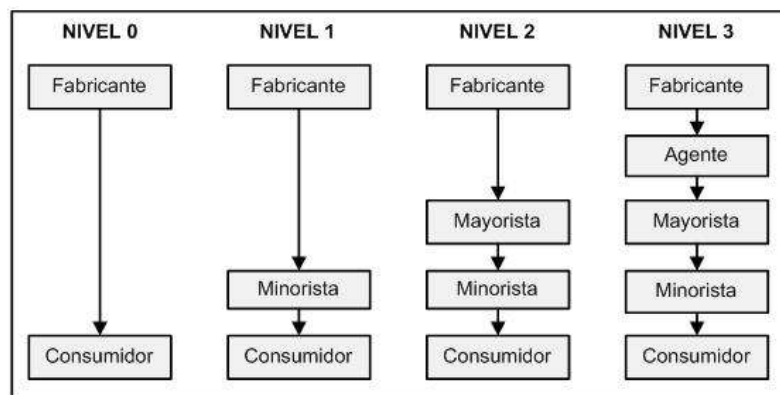 NIVEL 0
NIVEL 1
NIVEL 2
NIVEL 3
Fabricante
Fabricante
Fabricante
Fabricante
Agente
Mayorista
Mayorista
Minorista
Minorista
Minorista
Consumidor
Consumidor
Consumidor
Consumidor